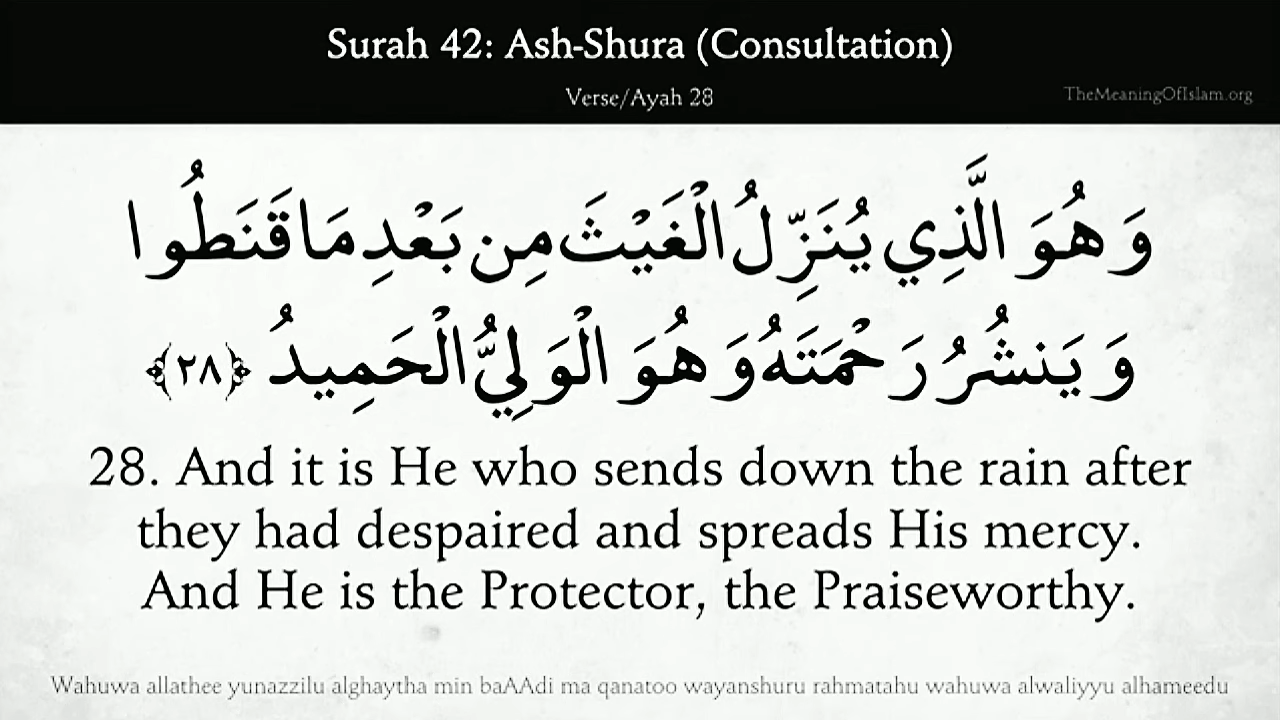 Surah 42: Ash-Shura (Consultation)
Verse/Ayah 28
TheMeaningOfIslam.org
وَهُوَ الَّذِي يُنَزِّلُ الْغَيْثَ مِن بَعْدِ مَا قَنَطُوا
وَيَنشُرُ رَحْمَتَهُ وَهُوَ الْوَلِيُّ الْحَمِيدُ ﴿٢٨﴾
28. And it is He who sends down the rain after
they had despaired and spreads His mercy.
And He is the Protector, the Praiseworthy.
Wahuwa allathee yunazzilu alghaytha min baAAdi ma qanatoo wayanshuru rahmatahu wahuwa alwaliyyu alhameedu